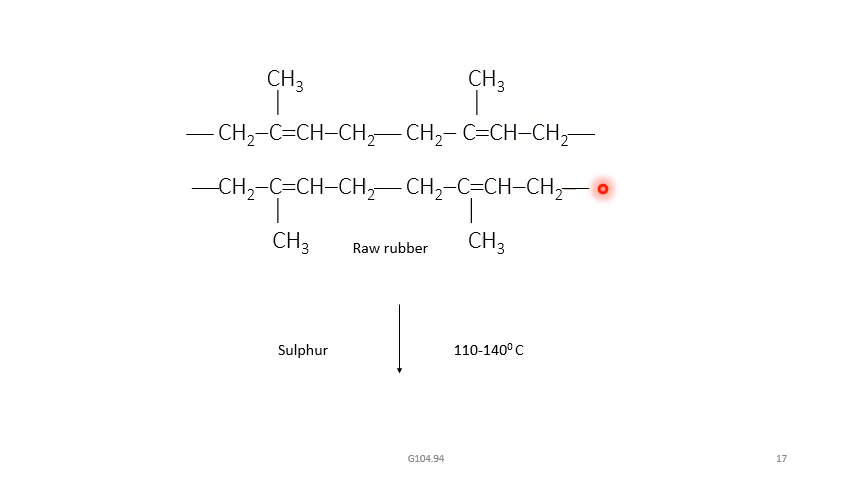 CH₃ CH₃
— CH₂–C=CH–CH₂— CH₂– C=CH–CH₂—
—CH₂–C=CH–CH₂— CH₂–C=CH–CH₂—
CH₃ Raw rubber CH₃
Sulphur 110-140⁰ C
G104.94 17